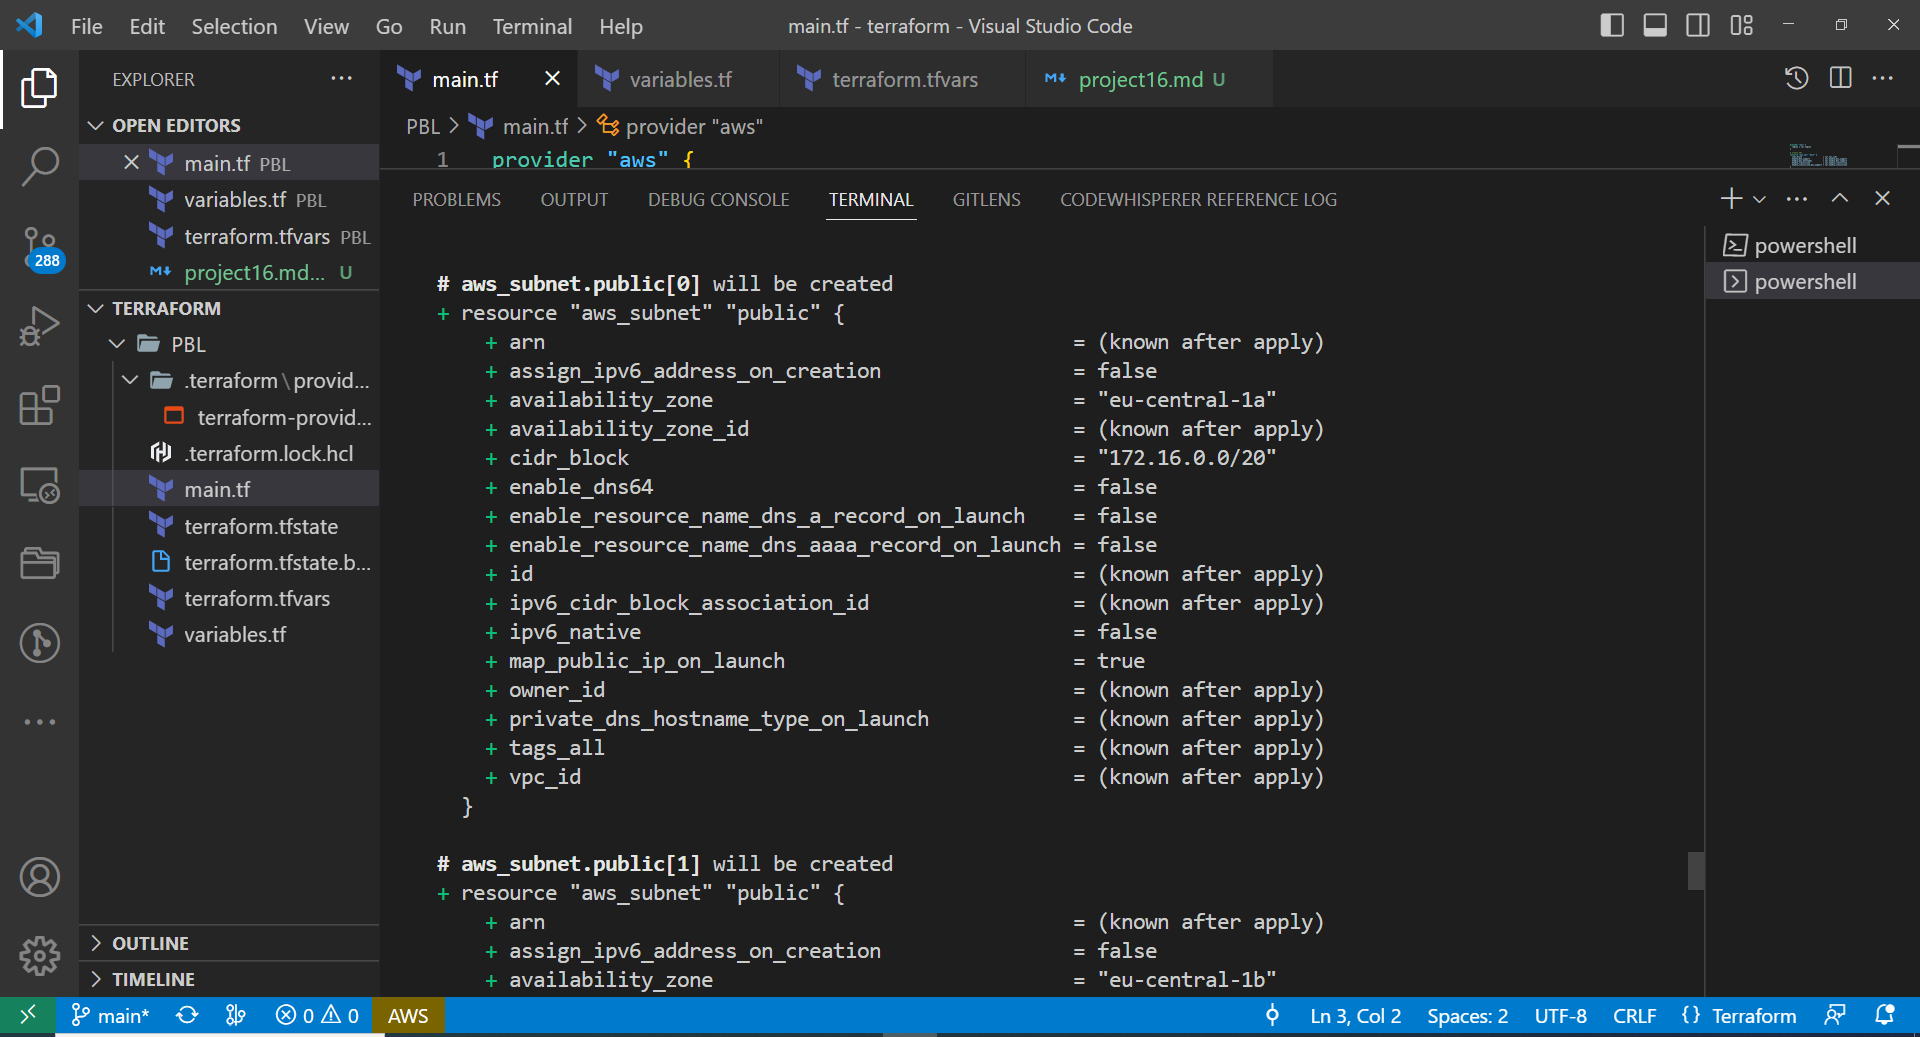 File Edit Selection View Go Run Terminal Help
main.tf - terraform - Visual Studio Code
EXPLORER
main.tf
variables.tf
terraform.tfvars
project16.md U
OPEN EDITORS
main.tf PBL
variables.tf PBL
terraform.tfvars PBL
project16.md... U
TERRAFORM
PBL
.terraform\provid...
terraform-provid...
.terraform.lock.hcl
main.tf
terraform.tfstate
terraform.tfstate.b...
terraform.tfvars
variables.tf
OUTLINE
TIMELINE
288
PBL > main.tf > provider "aws"
1 provider "aws" {
PROBLEMS OUTPUT DEBUG CONSOLE TERMINAL GITLENS CODEWHISPERER REFERENCE LOG
powershell
powershell
# aws_subnet.public[0] will be created
+ resource "aws_subnet" "public" {
+ arn = (known after apply)
+ assign_ipv6_address_on_creation = false
+ availability_zone = "eu-central-1a"
+ availability_zone_id = (known after apply)
+ cidr_block = "172.16.0.0/20"
+ enable_dns64 = false
+ enable_resource_name_dns_a_record_on_launch = false
+ enable_resource_name_dns_aaaa_record_on_launch = false
+ id = (known after apply)
+ ipv6_cidr_block_association_id = (known after apply)
+ ipv6_native = false
+ map_public_ip_on_launch = true
+ owner_id = (known after apply)
+ private_dns_hostname_type_on_launch = (known after apply)
+ tags_all = (known after apply)
+ vpc_id = (known after apply)
}
# aws_subnet.public[1] will be created
+ resource "aws_subnet" "public" {
+ arn = (known after apply)
+ assign_ipv6_address_on_creation = false
+ availability_zone = "eu-central-1b"
main* 0 0 AWS
Ln 3, Col 2 Spaces: 2 UTF-8 CRLF {} Terraform